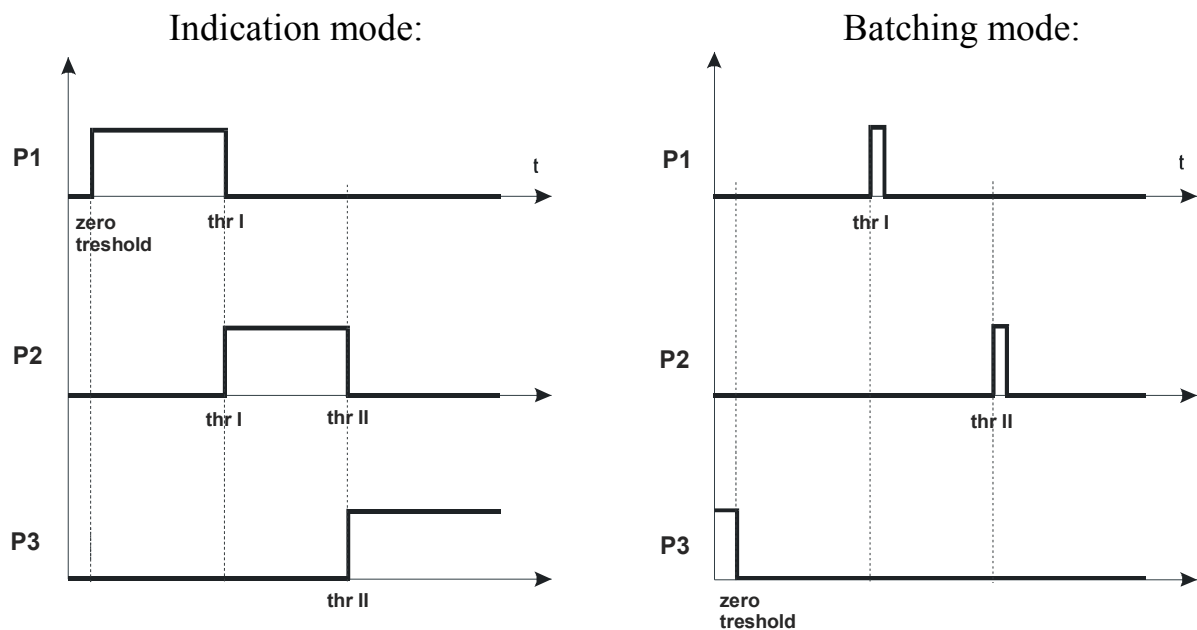 Indication mode:
P1
t
zero
treshold
thr I
P2
thr I
thr II
P3
thr II
Batching mode:
P1
t
thr I
P2
thr II
P3
zero
treshold